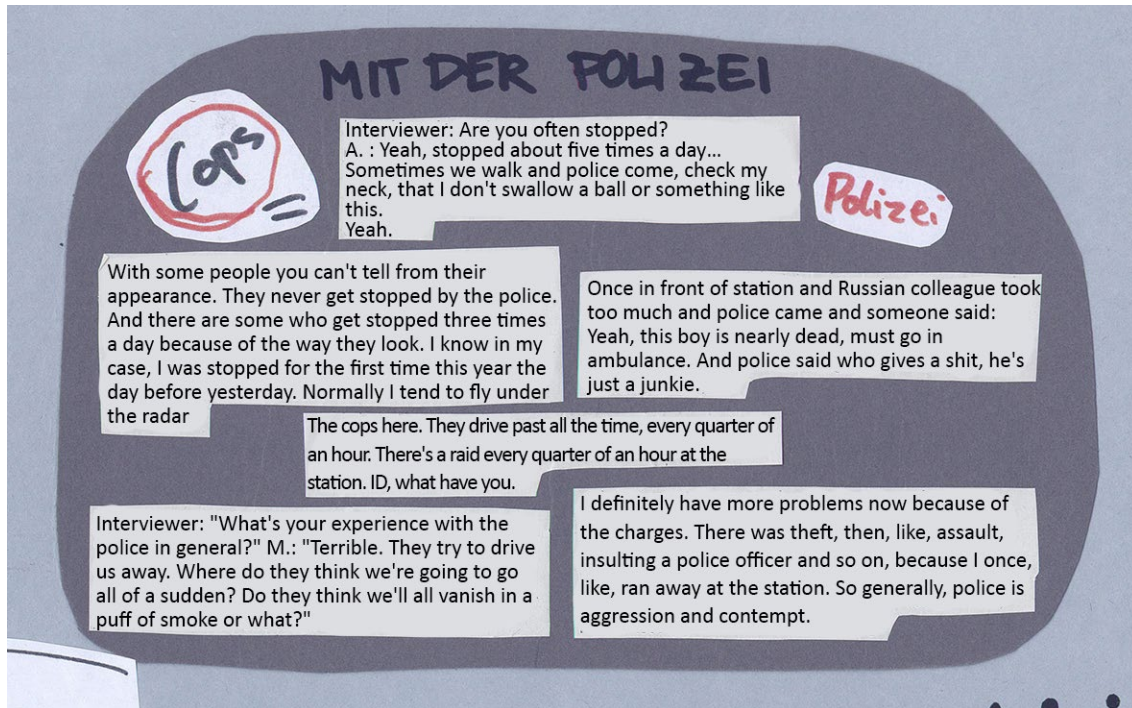 MIT DER POLIZEI
Cops
Interviewer: Are you often stopped?
A. : Yeah, stopped about five times a day...
Sometimes we walk and police come, check my
neck, that I don't swallow a ball or something like
this.
Yeah.
Polizei
With some people you can't tell from their
appearance. They never get stopped by the police.
And there are some who get stopped three times
a day because of the way they look. I know in my
case, I was stopped for the first time this year the
day before yesterday. Normally I tend to fly under
the radar
Once in front of station and Russian colleague took
too much and police came and someone said:
Yeah, this boy is nearly dead, must go in
ambulance. And police said who gives a shit, he's
just a junkie.
The cops here. They drive past all the time, every quarter of
an hour. There's a raid every quarter of an hour at the
station. ID, what have you.
Interviewer: "What's your experience with the
police in general?" M.: "Terrible. They try to drive
us away. Where do they think we're going to go
all of a sudden? Do they think we'll all vanish in a
puff of smoke or what?"
I definitely have more problems now because of
the charges. There was theft, then, like, assault,
insulting a police officer and so on, because I once,
like, ran away at the station. So generally, police is
aggression and contempt.